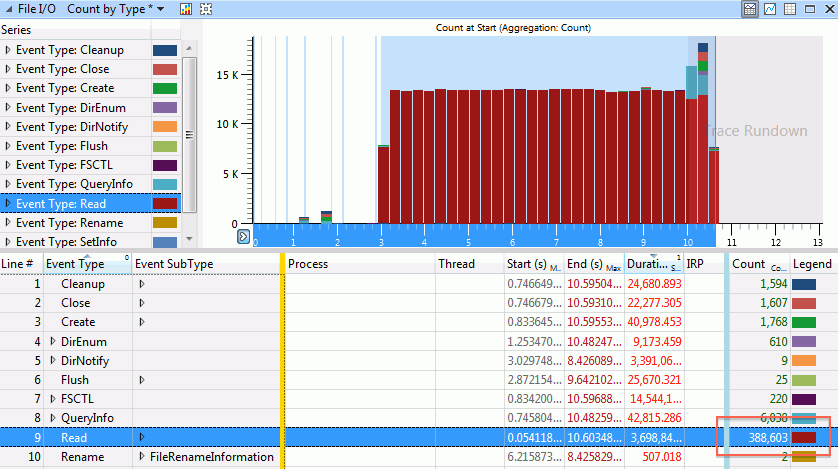 File I/O Count by Type *
Series
Event Type: Cleanup
Event Type: Close
Event Type: Create
Event Type: DirEnum
Event Type: DirNotify
Event Type: Flush
Event Type: FSCTL
Event Type: QueryInfo
Event Type: Read
Event Type: Rename
Event Type: SetInfo
Count at Start (Aggregation: Count)
15 K
10 K
5 K
0
Trace Rundown
0 1 2 3 4 5 6 7 8 9 10 11 12 13
Line # Event Type 0 Event SubType Process Thread Start (s) M... End (s) Max Durati... 1 S... IRP Count Co... Legend
1 Cleanup 0.746649... 10.59504... 24,680.893 1,594
2 Close 0.746679... 10.59310... 22,277.305 1,607
3 Create 0.833645... 10.59553... 40,978.453 1,768
4 DirEnum 1.253470... 10.48247... 9,173.459 610
5 DirNotify 3.029748... 8.426089... 3,391,06... 9
6 Flush 2.872154... 9.642102... 25,670.321 25
7 FSCTL 0.834200... 10.59688... 14,544,1... 220
8 QueryInfo 0.745804... 10.48259... 42,815.286 6,838
9 Read 0.054118... 10.60348... 3,698,84... 388,603
10 Rename FileRenameInformation 6.215873... 8.425829... 507.018 2